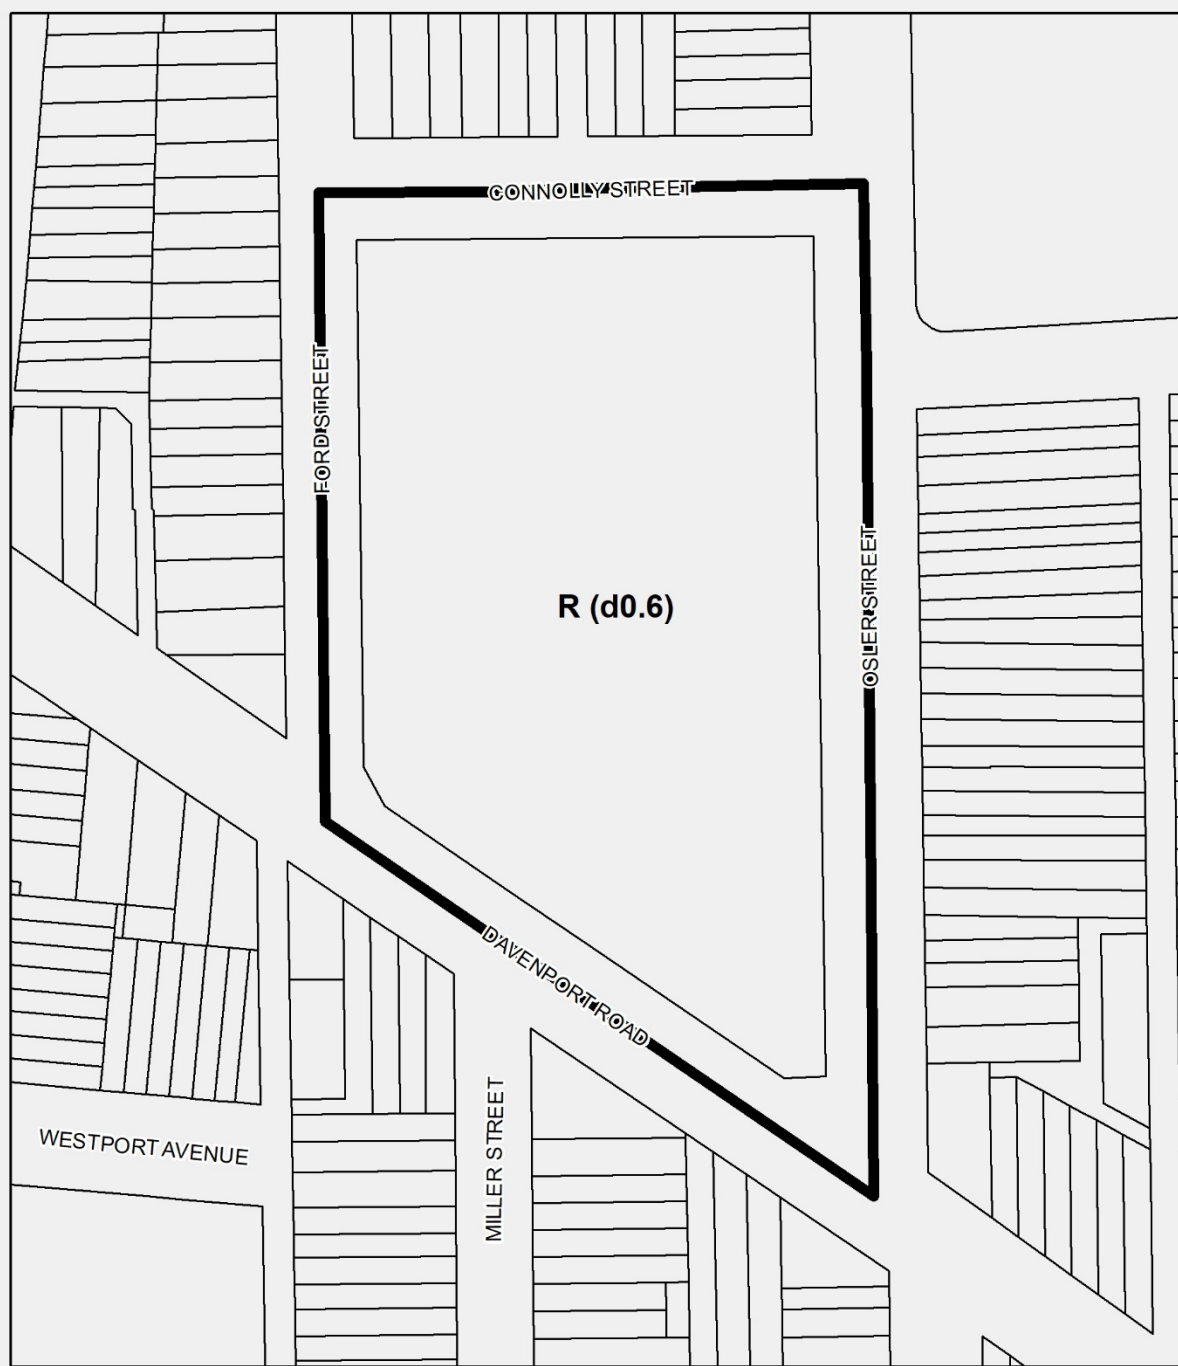 CONNOLLY STREET
FORD STREET
OSLER STREET
R (d0.6)
DAVENPORT ROAD
MILLER STREET
WESTPORT AVENUE